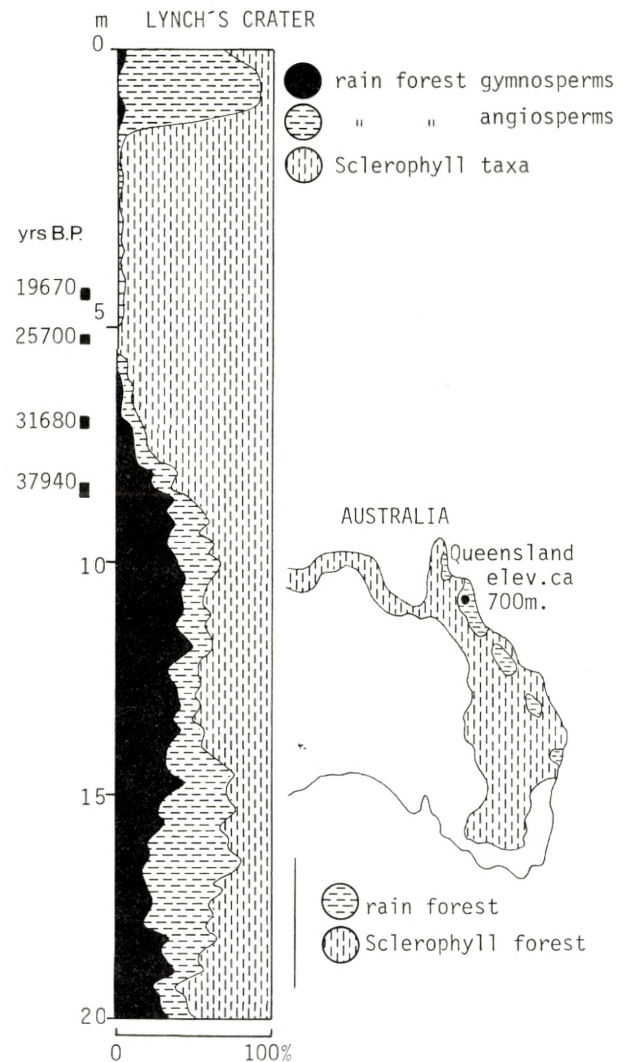 m LYNCH´S CRATER
0
rain forest gymnosperms
" " angiosperms
Sclerophyll taxa
yrs B.P.
19670
5
25700
31680
37940
10
15
20
0 100%
AUSTRALIA
Queensland
elev.ca
700m.
rain forest
Sclerophyll forest